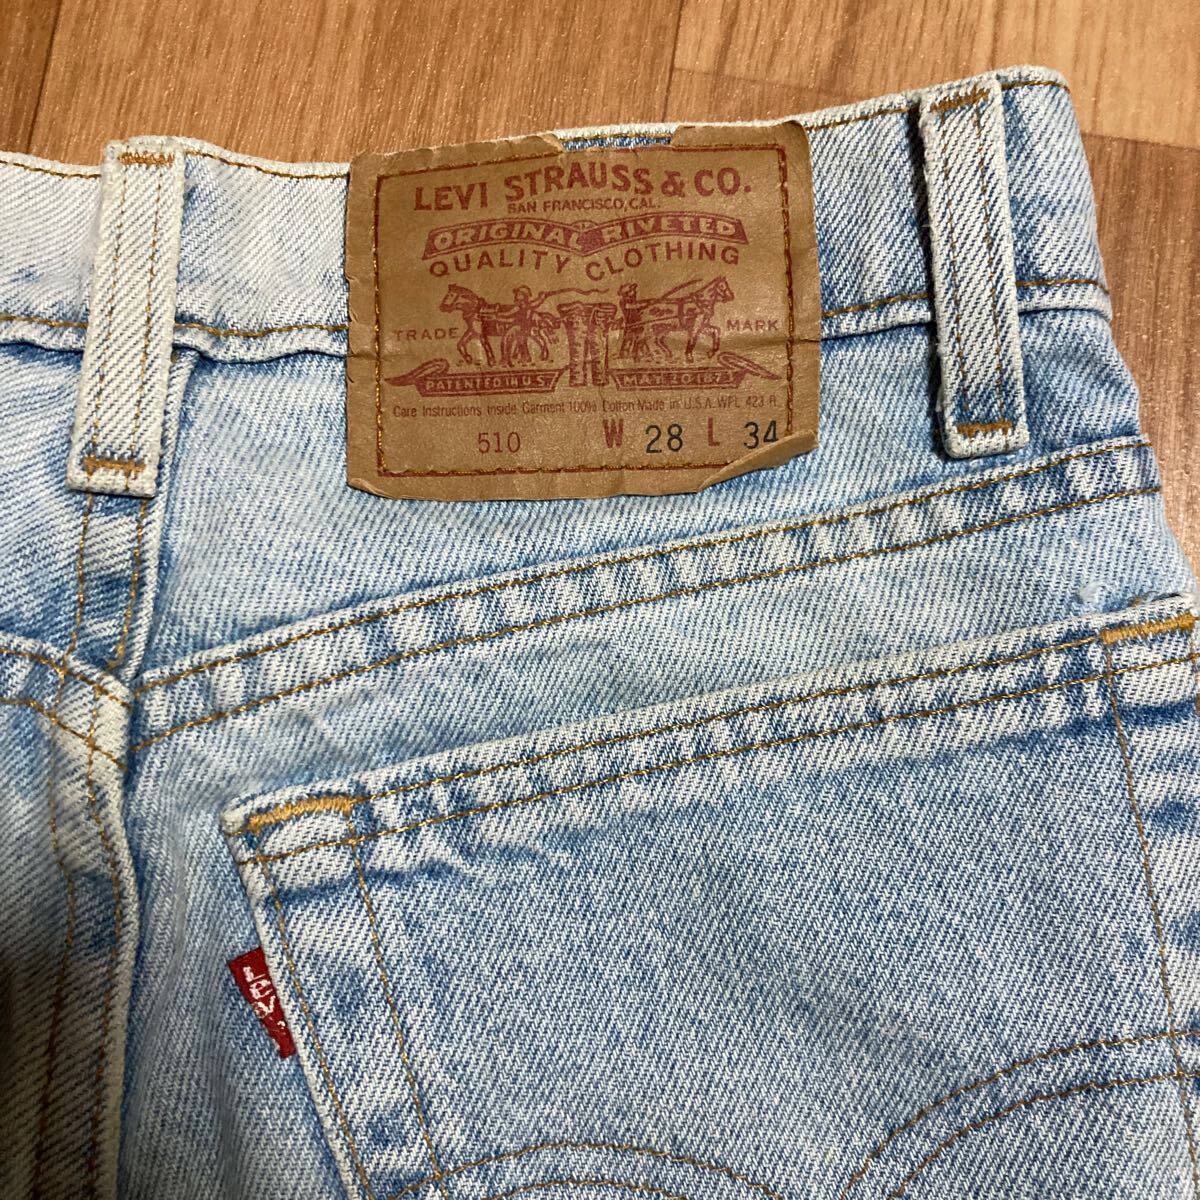 LEVI STRAUSS & CO.
SAN FRANCISCO, CAL.
ORIGINAL RIVETED
QUALITY CLOTHING
TRADE MARK
PATENTED IN U.S. MAY 20 1873
Care Instructions Inside Garment 100% Cotton Made in U.S.A. WPL 423 R
510 W 28 L 34
LEVI'S